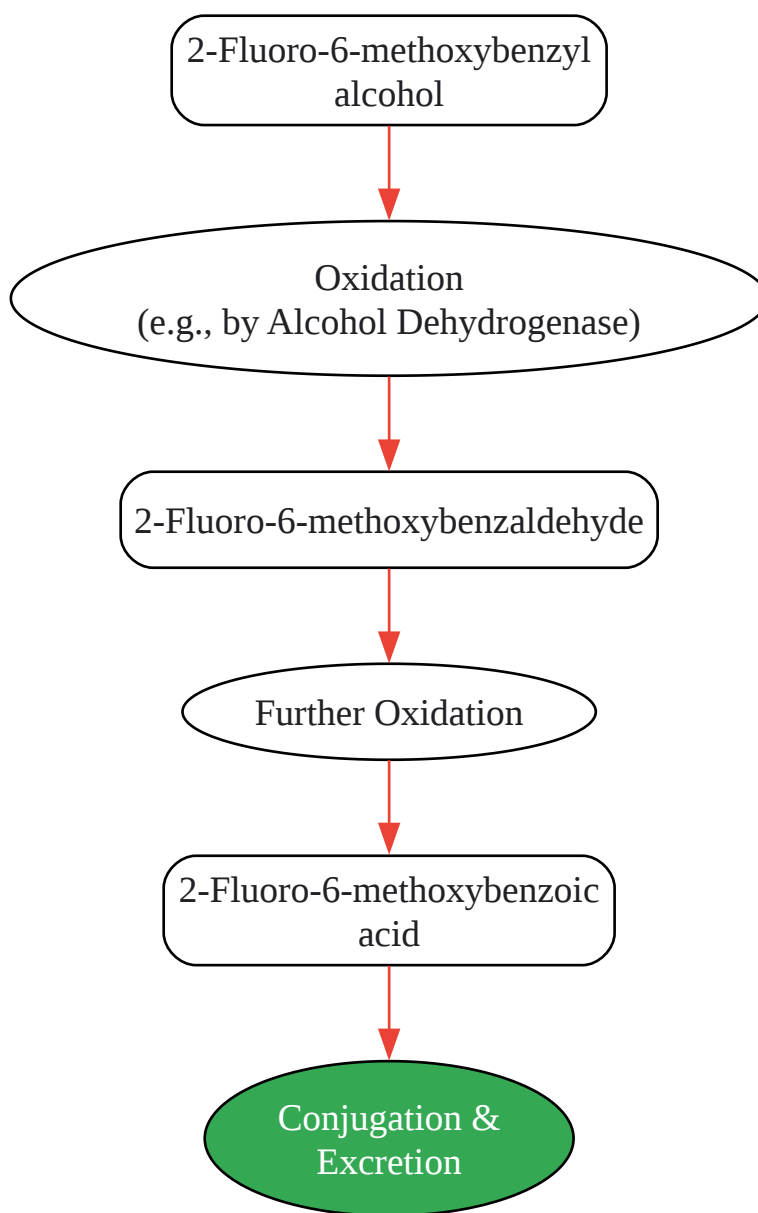 2-Fluoro-6-methoxybenzyl
alcohol
Oxidation
(e.g., by Alcohol Dehydrogenase)
2-Fluoro-6-methoxybenzaldehyde
Further Oxidation
2-Fluoro-6-methoxybenzoic
acid
Conjugation &
Excretion